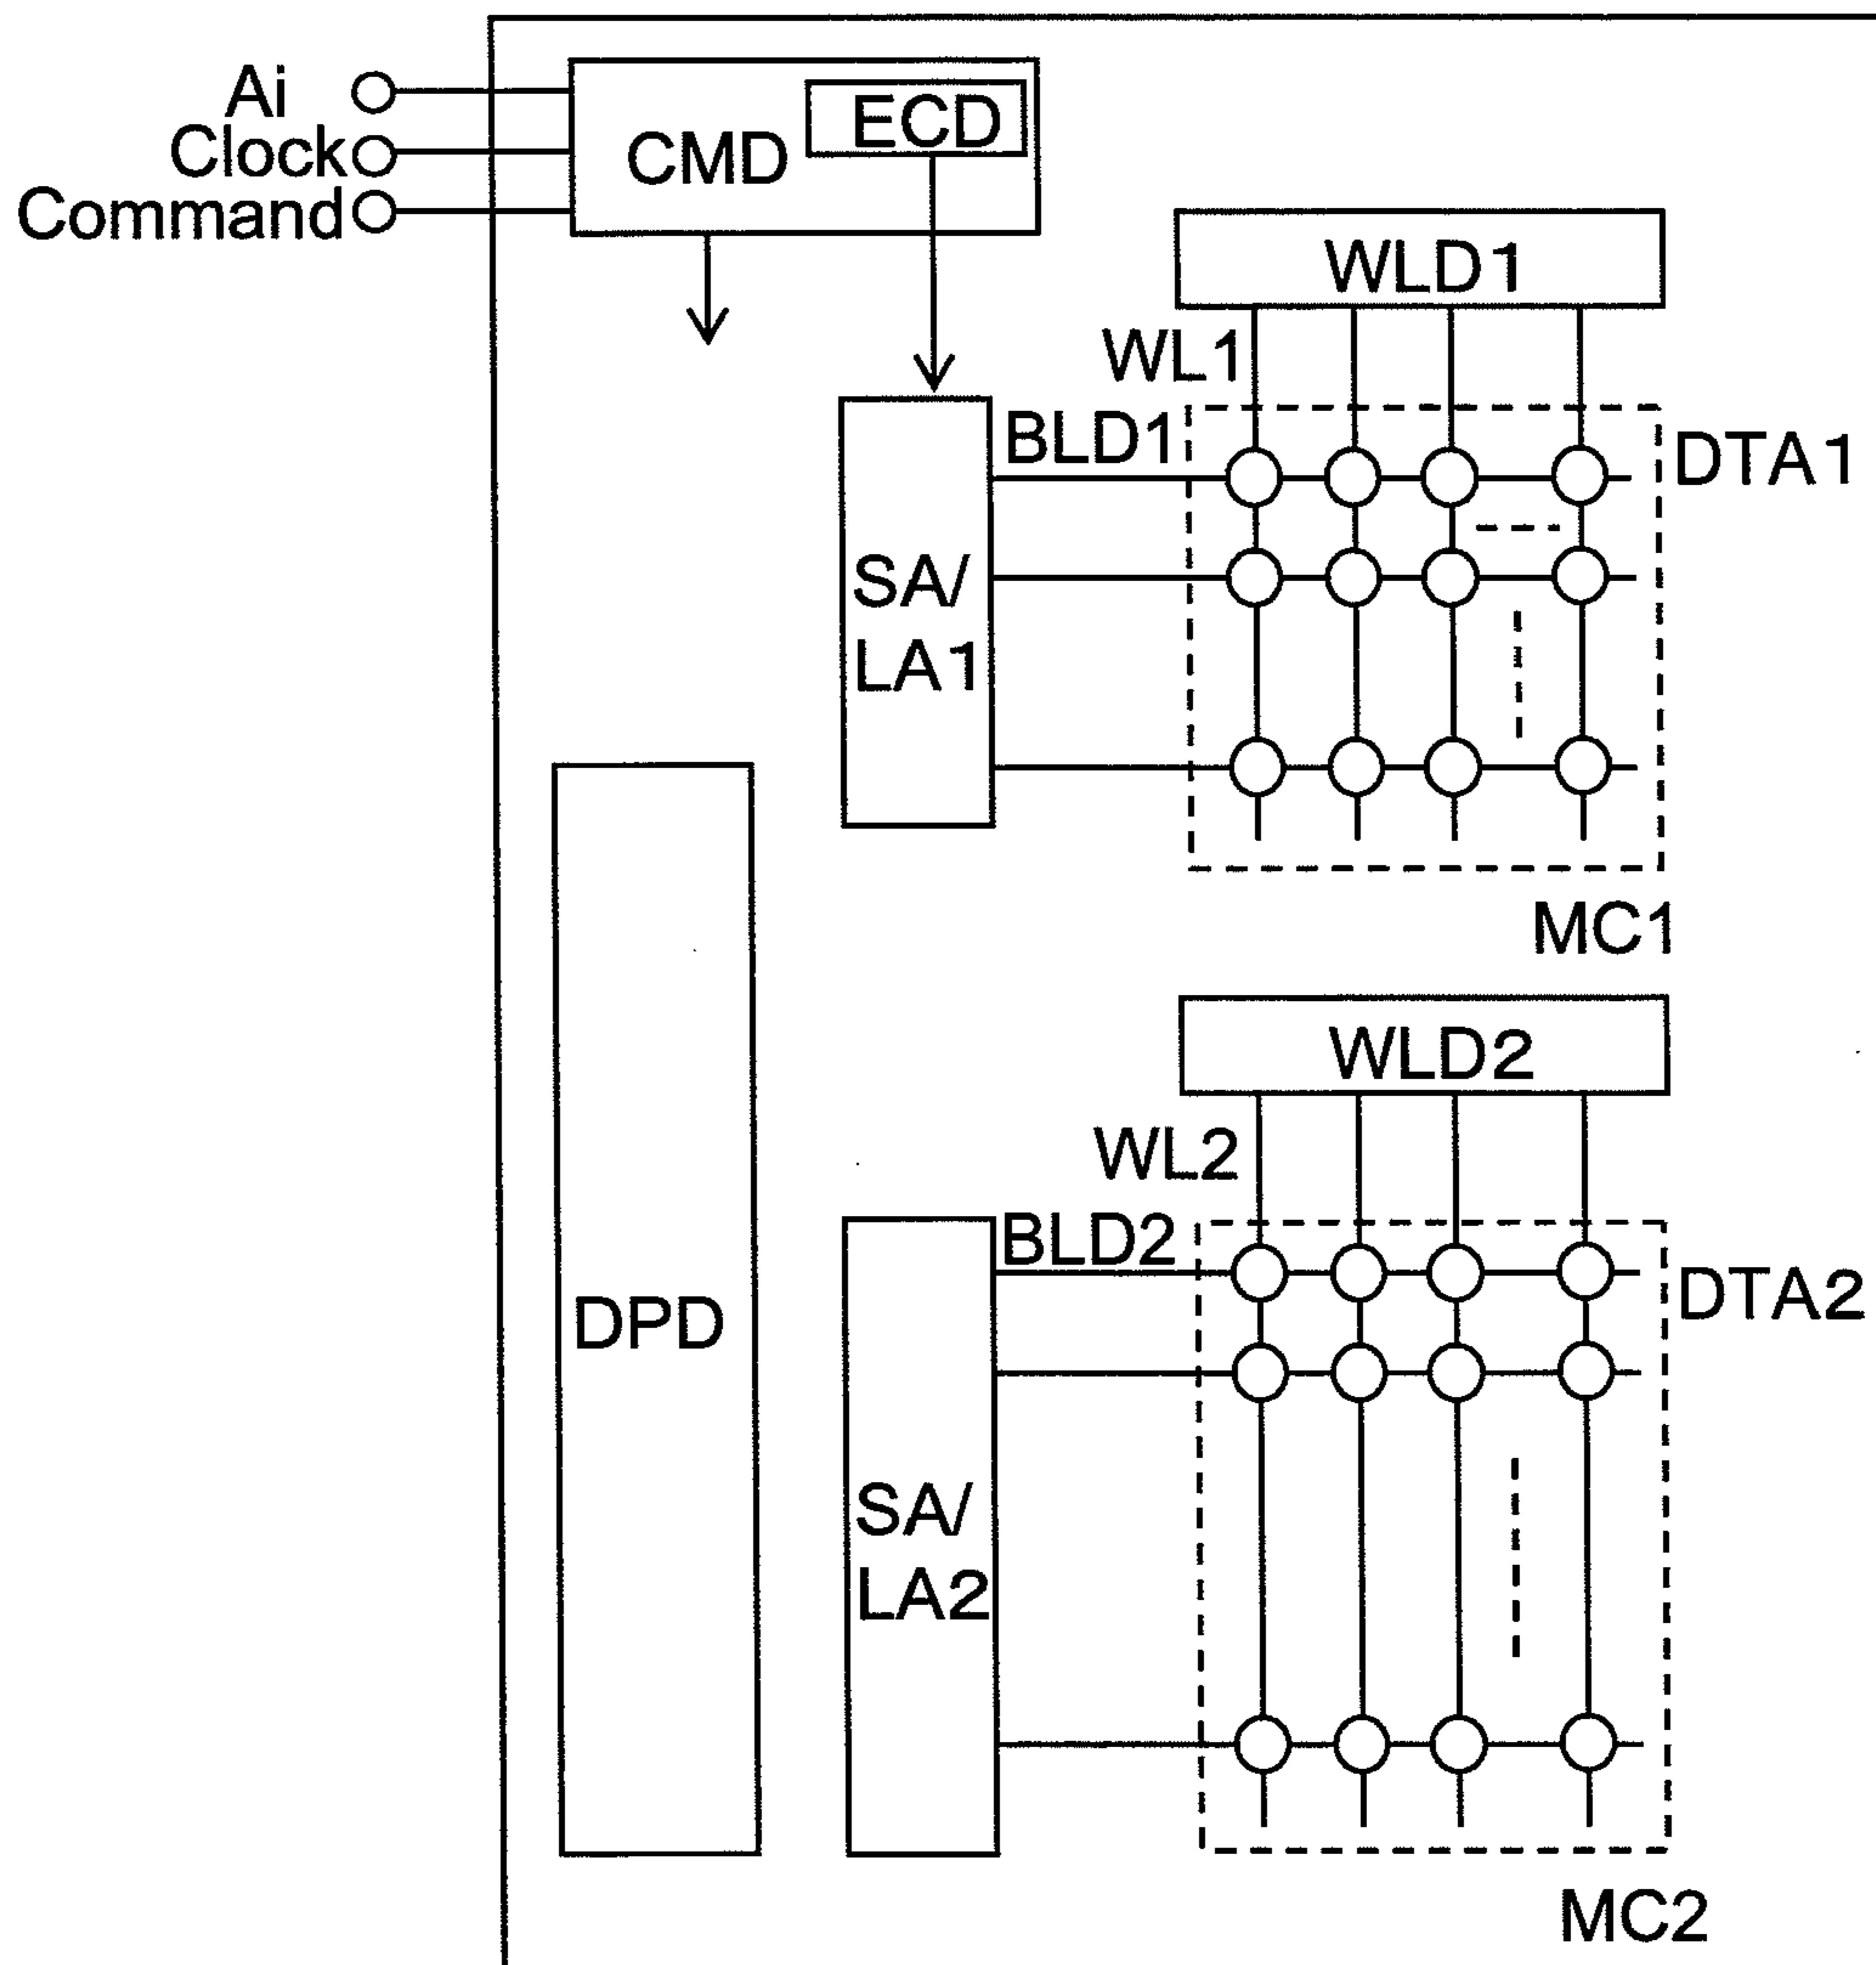 Ai
Clock
Command
CMD
ECD
WLD1
WL1
BLD1
DTA1
SA/
LA1
MC1
WLD2
WL2
BLD2
DTA2
DPD
SA/
LA2
MC2